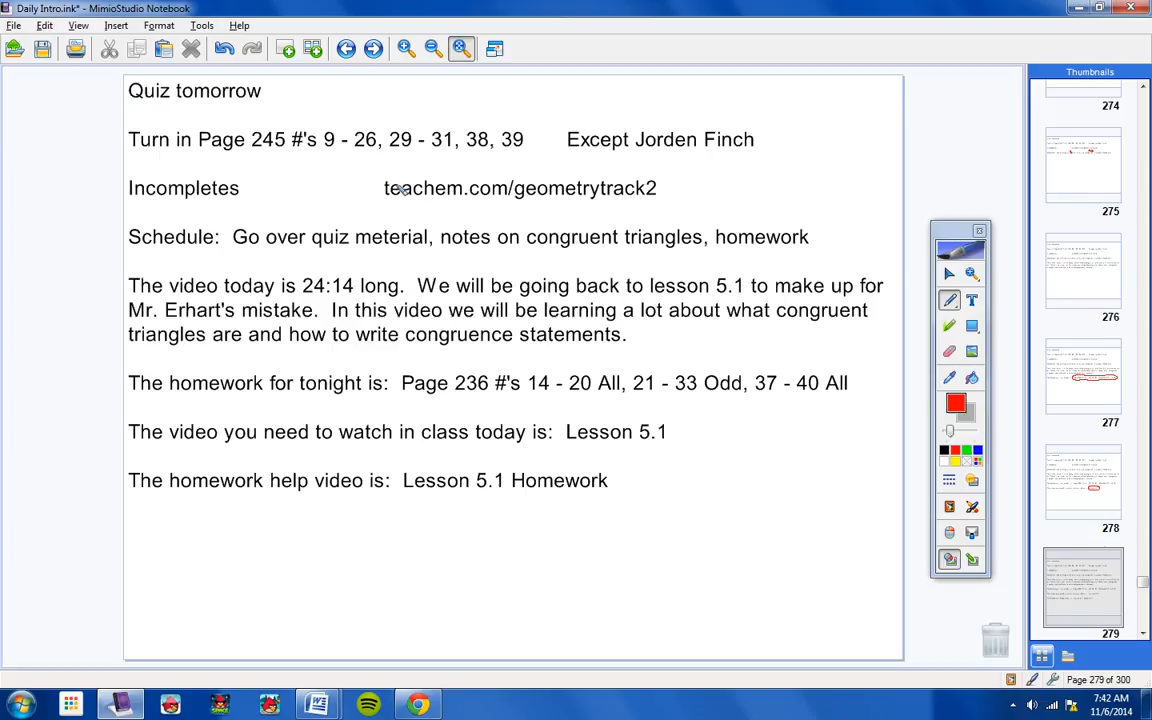 Daily Intro.ink* - MimioStudio Notebook
File Edit View Insert Format Tools Help
Quiz tomorrow
Turn in Page 245 #'s 9 - 26, 29 - 31, 38, 39 Except Jorden Finch
Incompletes teachem.com/geometrytrack2
Schedule: Go over quiz meterial, notes on congruent triangles, homework
The video today is 24:14 long. We will be going back to lesson 5.1 to make up for
Mr. Erhart's mistake. In this video we will be learning a lot about what congruent
triangles are and how to write congruence statements.
The homework for tonight is: Page 236 #'s 14 - 20 All, 21 - 33 Odd, 37 - 40 All
The video you need to watch in class today is: Lesson 5.1
The homework help video is: Lesson 5.1 Homework
Thumbnails
274
275
276
277
278
279
Page 279 of 300
7:42 AM
11/6/2014